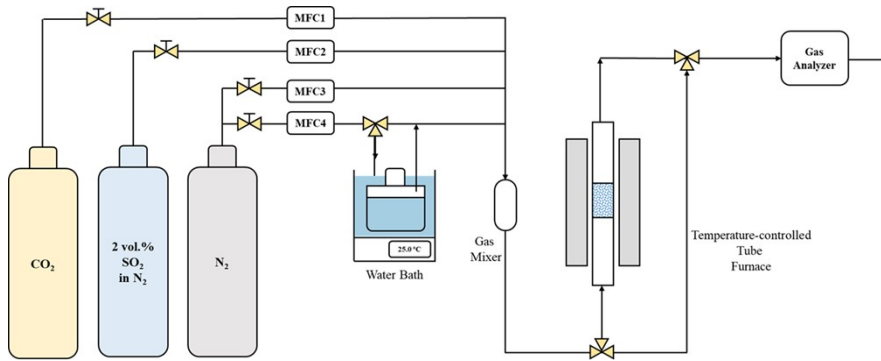 MFC1
MFC2
MFC3
MFC4
Gas
Analyzer
CO₂
2 vol.%
SO₂
in N₂
N₂
25.0 °C
Water Bath
Gas
Mixer
Temperature-controlled
Tube
Furnace